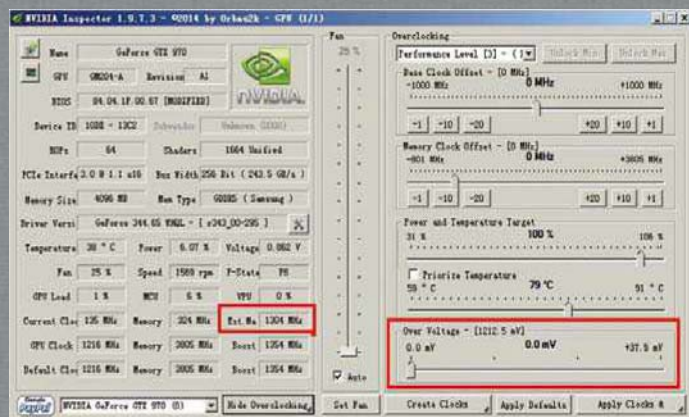 NVIDIA Inspector 1.9.7.3 - ©2014 by Orbmu2k - GPU (1/1)
Name GeForce GTX 970
GPU GM204-A Revision A1
BIOS 84.04.1F.00.67 [MODIFIED]
NVIDIA
Device ID 10DE - 13C2 Subvendor Unknown
ROPs 64 Shaders 1664 Unified
PCIe Interfa 3.0 @ 1.1 x16 Bus Width 256 Bit ( 243.5 GB/s )
Memory Size 4096 MB Mem Type GDDR5 ( Samsung )
Driver Versi GeForce 344.65 WHQL - [ r343_00-295 ]
Temperature 38 ° C Power 6.07 % Voltage 0.862 V
Fan 25 % Speed 1569 rpm P-State P8
GPU Load 1 % MCU 5 % VPU 0 %
Current Cloc 135 MHz Memory 324 MHz Est.Ma 1304 MHz
GPU Clock 1216 MHz Memory 3805 MHz Boost 1354 MHz
Default Cloc 1216 MHz Memory 3805 MHz Boost 1354 MHz
PayPal NVIDIA GeForce GTX 970 (0) Hide Overclocking
Fan
25 %
Auto
Set Fan
Overclocking
Performance Level [3] - ( Unlock Min Unlock Max
Base Clock Offset - [0 MHz]
-1000 MHz 0 MHz +1000 MHz
-1 -10 -20 +20 +10 +1
Memory Clock Offset - [0 MHz]
-801 MHz 0 MHz +3805 MHz
-1 -10 -20 +20 +10 +1
Power and Temperature Target
31 % 100 % 106 %
Priorize Temperature
59 ° C 79 ℃ 91 ° C
Over Voltage - [1212.5 mV]
0.0 mV 0.0 mV +37.5 mV
Create Clocks Apply Defaults Apply Clocks &